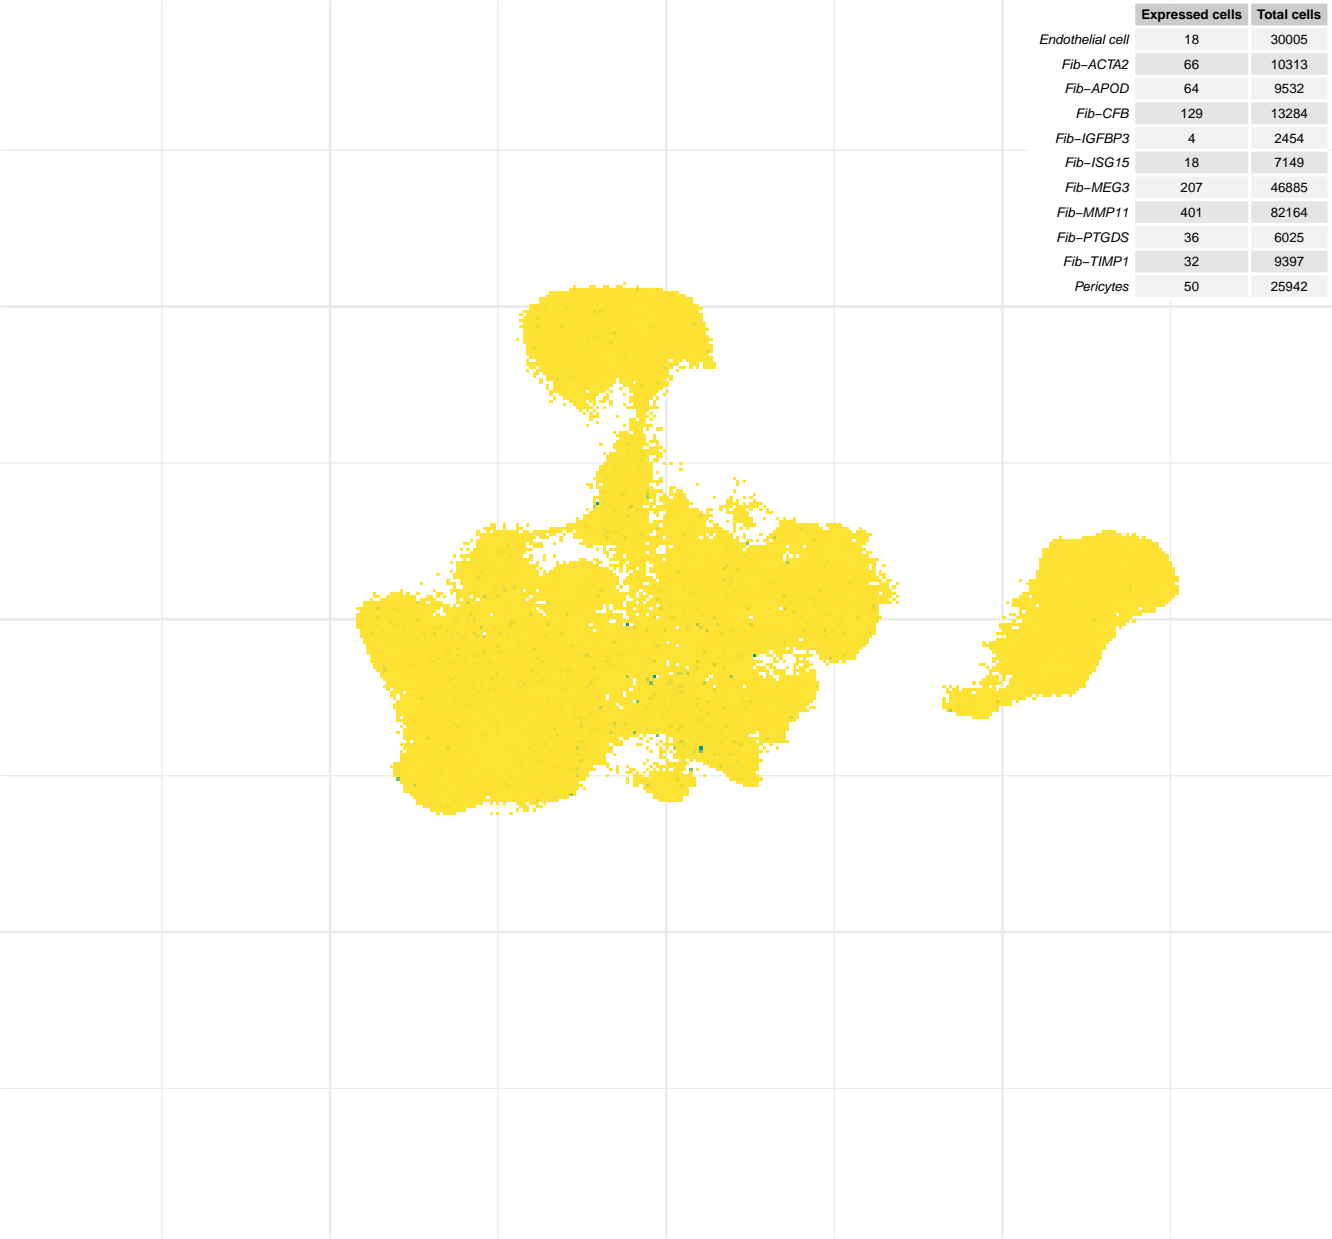 Expressed cells Total cells
Endothelial cell 18 30005
Fib−ACTA2 66 10313
Fib−APOD 64 9532
Fib−CFB 129 13284
Fib−IGFBP3 4 2454
Fib−ISG15 18 7149
Fib−MEG3 207 46885
Fib−MMP11 401 82164
Fib−PTGDS 36 6025
Fib−TIMP1 32 9397
Pericytes 50 25942